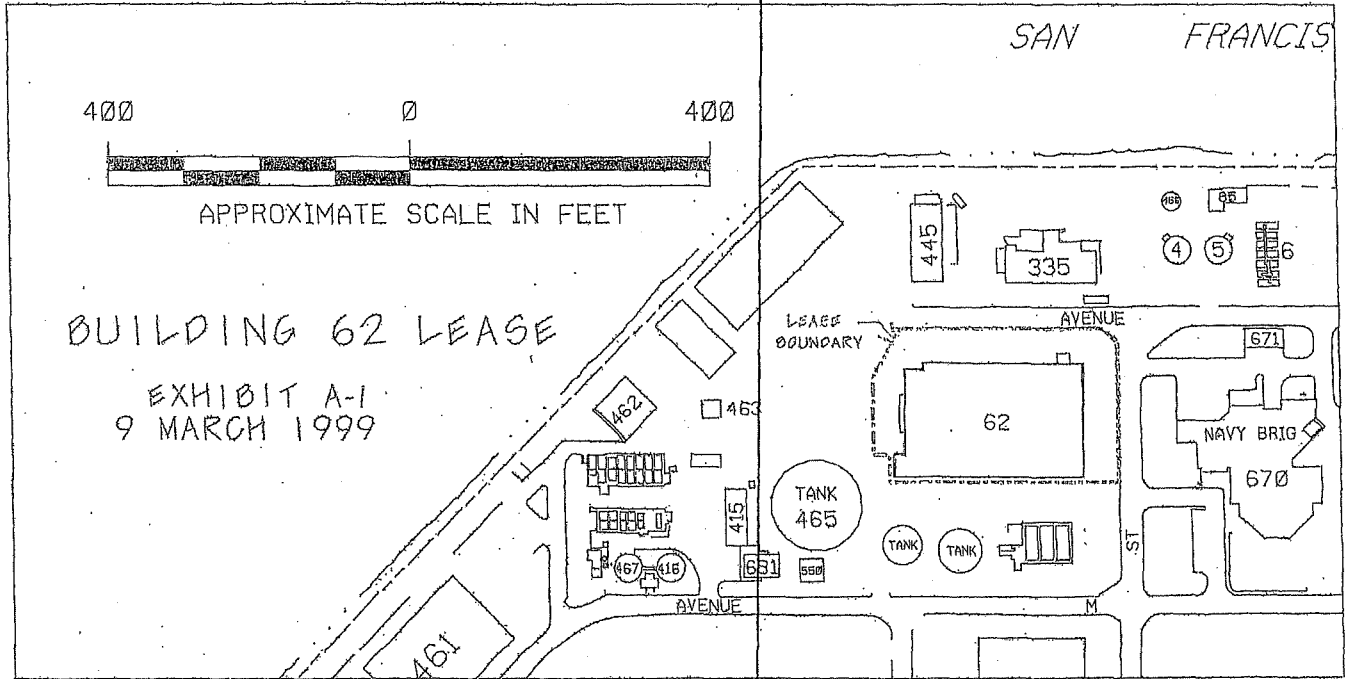 SAN FRANCIS
400 0 400
APPROXIMATE SCALE IN FEET
BUILDING 62 LEASE
EXHIBIT A-1
9 MARCH 1999
445
335
466
85
4
5
6
AVENUE
LEASE
BOUNDARY
671
62
NAVY BRIG
670
462
463
415
TANK
465
TANK
TANK
ST
467
416
681
550
AVENUE
M
461